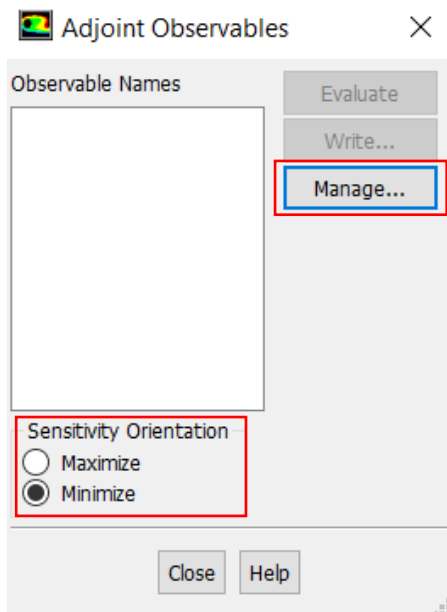 Adjoint Observables
Observable Names
Evaluate
Write...
Manage...
Sensitivity Orientation
Maximize
Minimize
Close Help